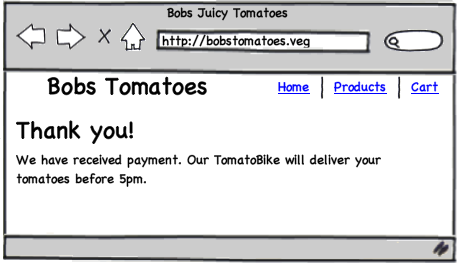 Bobs Juicy Tomatoes
http://bobstomatoes.veg
Bobs Tomatoes
Home | Products | Cart
Thank you!
We have received payment. Our TomatoBike will deliver your
tomatoes before 5pm.